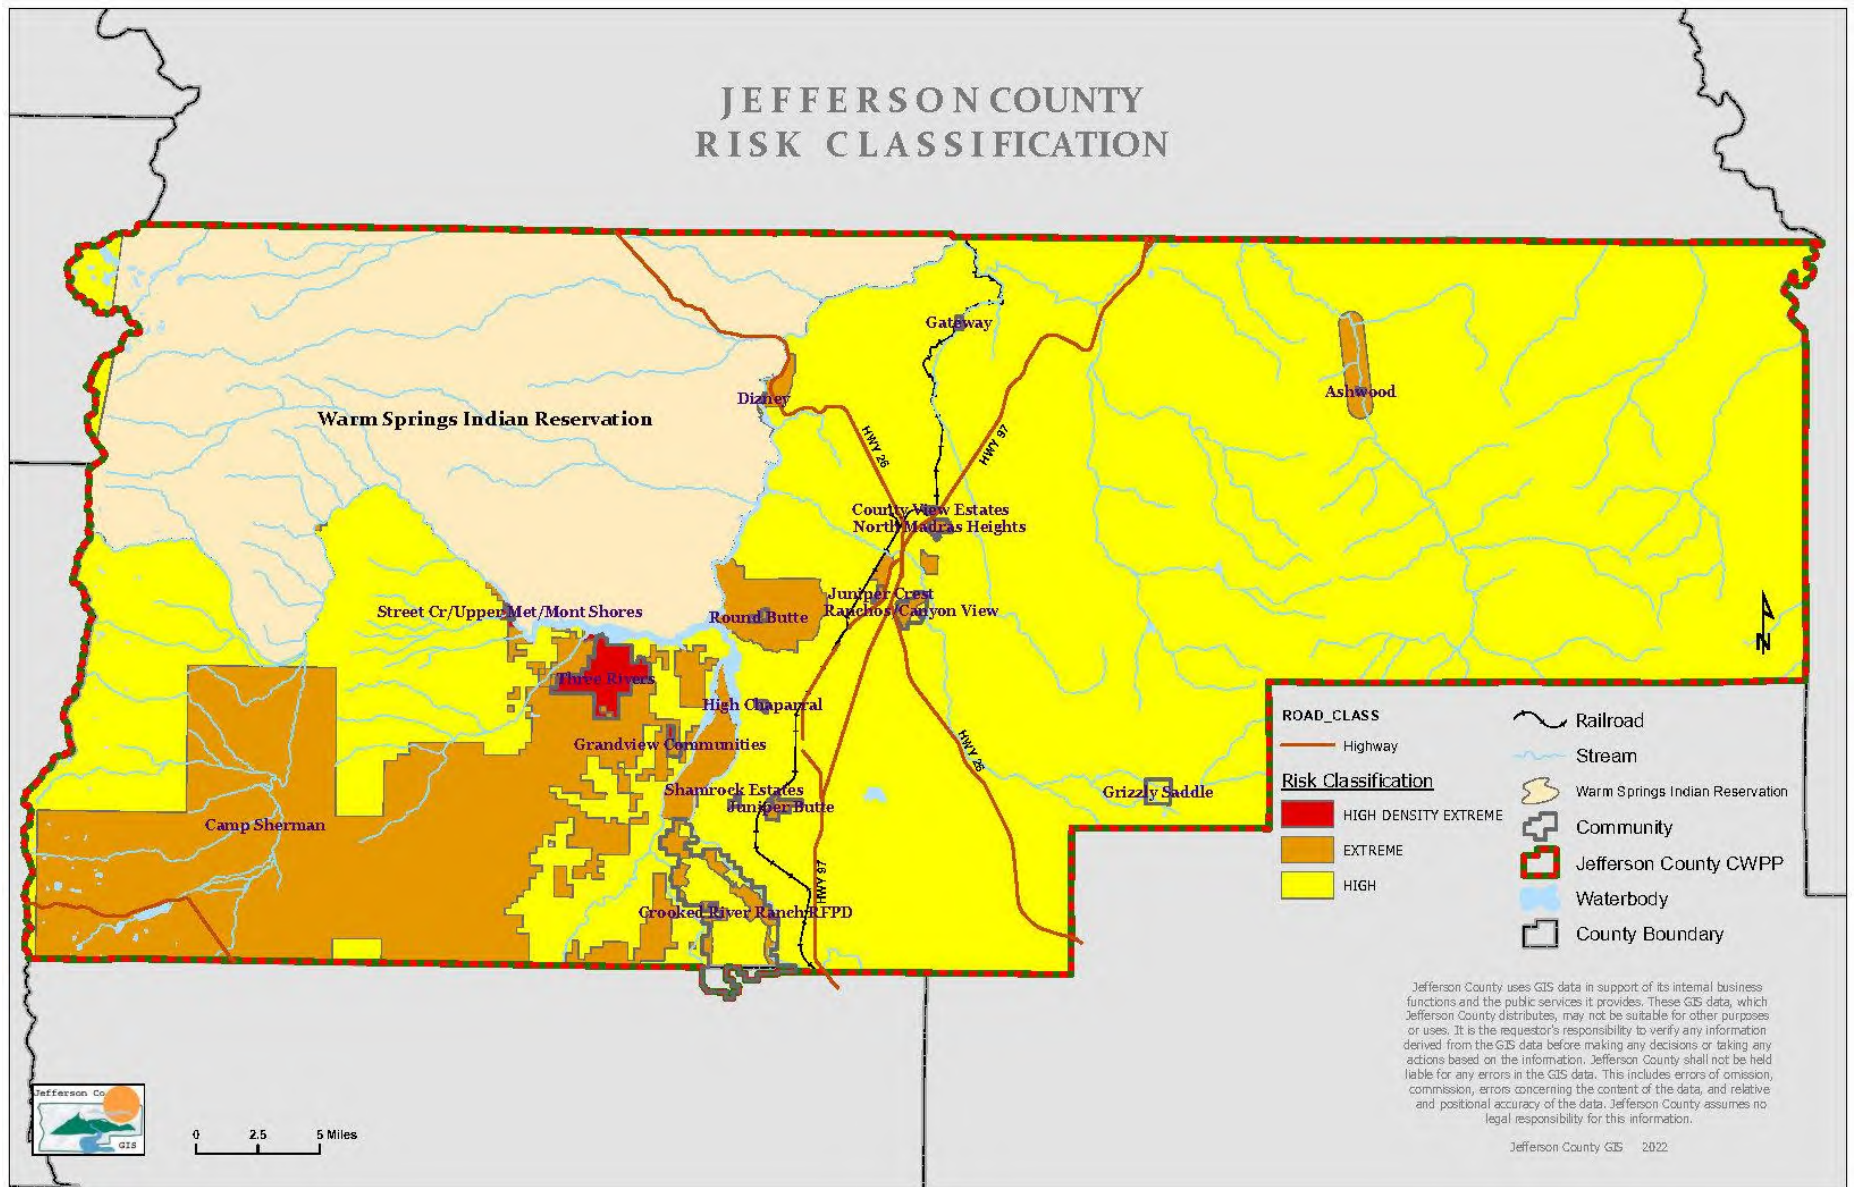 JEFFERSON COUNTY
RISK CLASSIFICATION
Gateway
Dizney
Ashwood
Warm Springs Indian Reservation
HWY 26
HWY 97
County View Estates
North Madras Heights
Juniper Crest
Street Cr/Upper Met/Mont Shores
Round Butte
Ranchos/Canyon View
N
Three Rivers
High Chaparral
Grandview Communities
HWY 26
Shamrock Estates
Juniper Butte
Grizzly Saddle
Camp Sherman
HWY 97
Crooked River Ranch RFPD
ROAD_CLASS
Highway
Risk Classification
HIGH DENSITY EXTREME
EXTREME
HIGH
Railroad
Stream
Warm Springs Indian Reservation
Community
Jefferson County CWPP
Waterbody
County Boundary
Jefferson County uses GIS data in support of its internal business
functions and the public services it provides. These GIS data, which
Jefferson County distributes, may not be suitable for other purposes
or uses. It is the requestor's responsibility to verify any information
derived from the GIS data before making any decisions or taking any
actions based on the information. Jefferson County shall not be held
liable for any errors in the GIS data. This includes errors of omission,
commission, errors concerning the content of the data, and relative
and positional accuracy of the data. Jefferson County assumes no
legal responsibility for this information.
Jefferson County GIS 2022
Jefferson Co
GIS
0 2.5 5 Miles